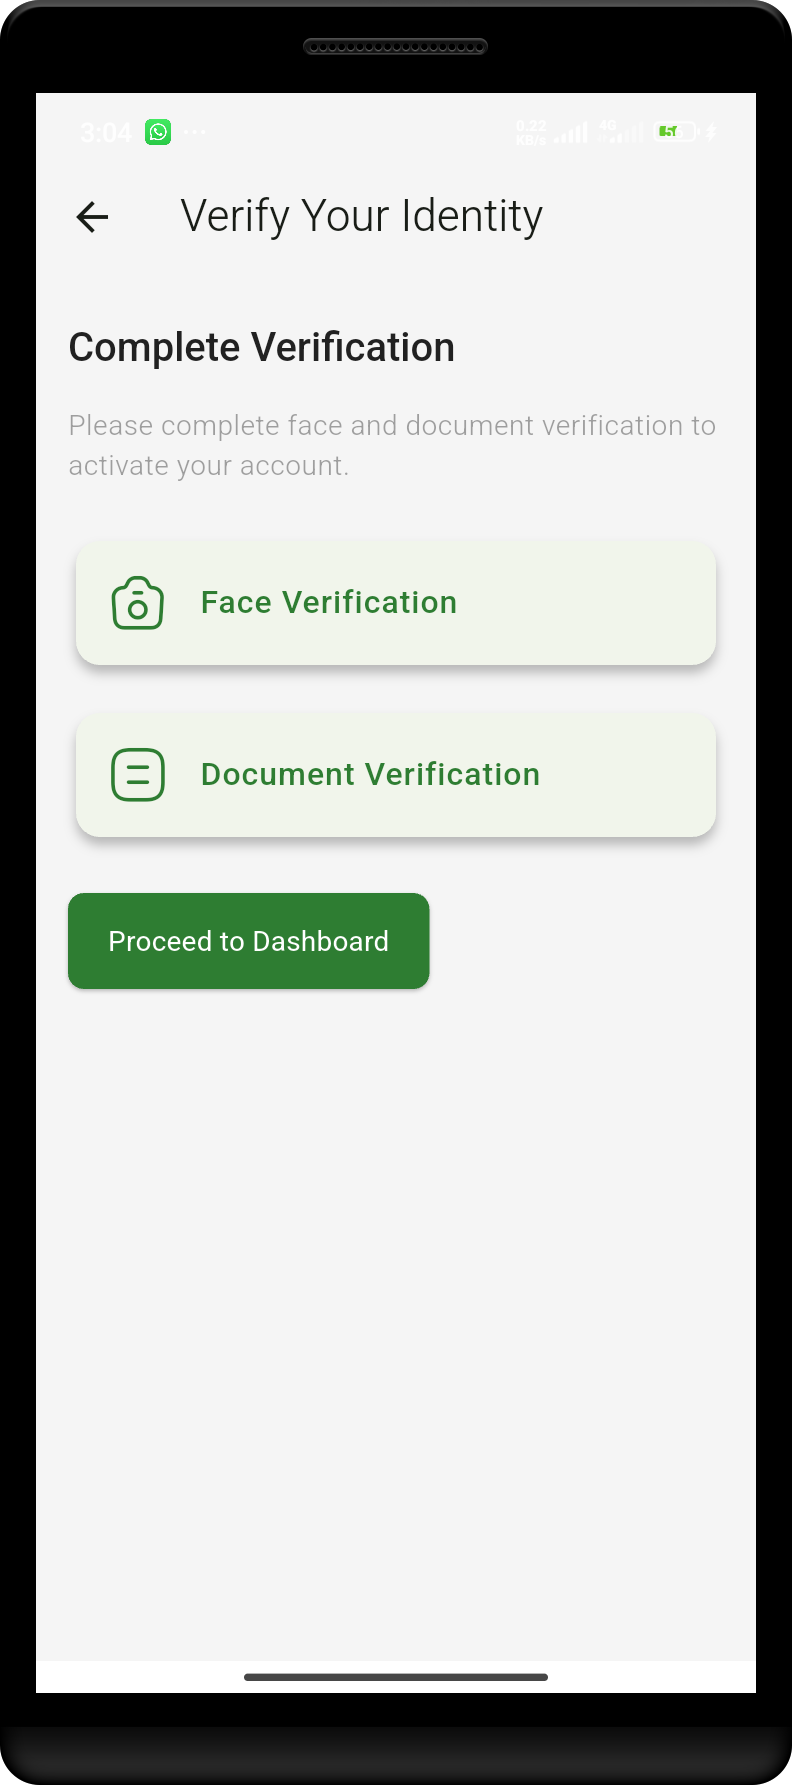 3:04
0.22
KB/s
4G
56
Verify Your Identity
Complete Verification
Please complete face and document verification to
activate your account.
Face Verification
Document Verification
Proceed to Dashboard